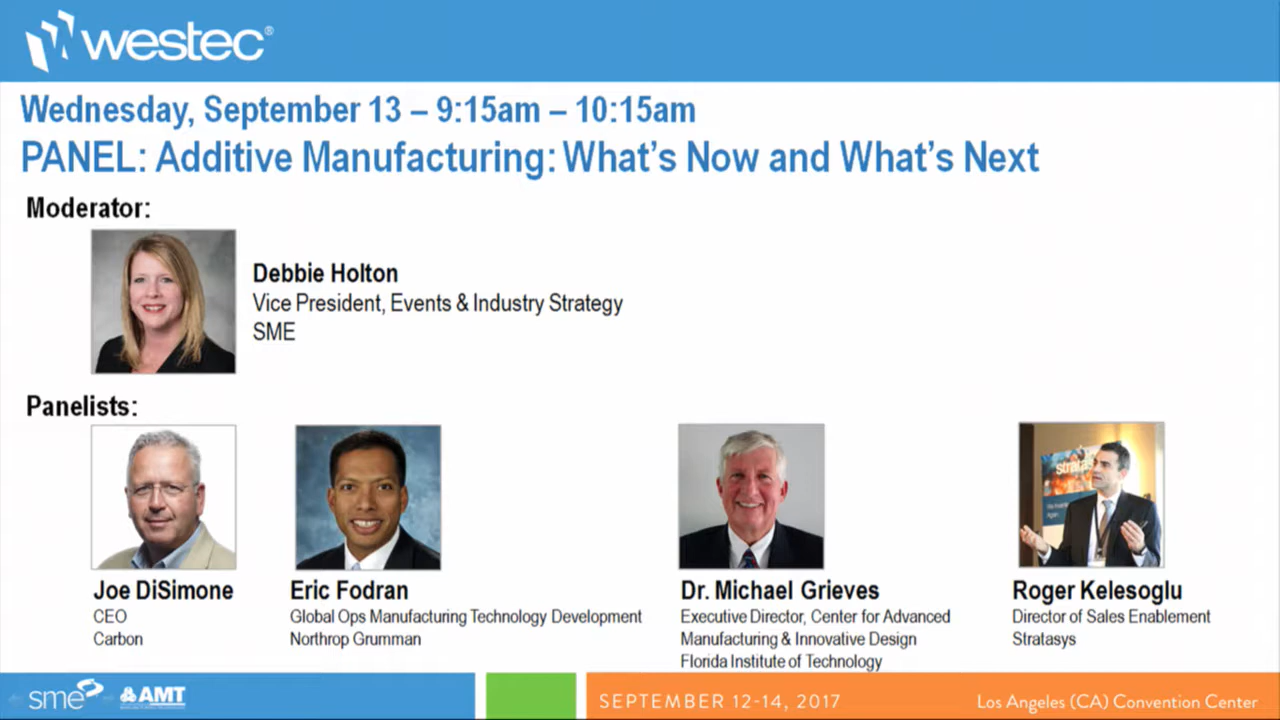 westec®
Wednesday, September 13 – 9:15am – 10:15am
PANEL: Additive Manufacturing: What's Now and What's Next
Moderator:
Debbie Holton
Vice President, Events & Industry Strategy
SME
Panelists:
stratas
Joe DiSimone
CEO
Carbon
Eric Fodran
Global Ops Manufacturing Technology Development
Northrop Grumman
Dr. Michael Grieves
Executive Director, Center for Advanced
Manufacturing & Innovative Design
Florida Institute of Technology
Roger Kelesoglu
Director of Sales Enablement
Stratasys
sme
AMT
SEPTEMBER 12-14, 2017
Los Angeles (CA) Convention Center